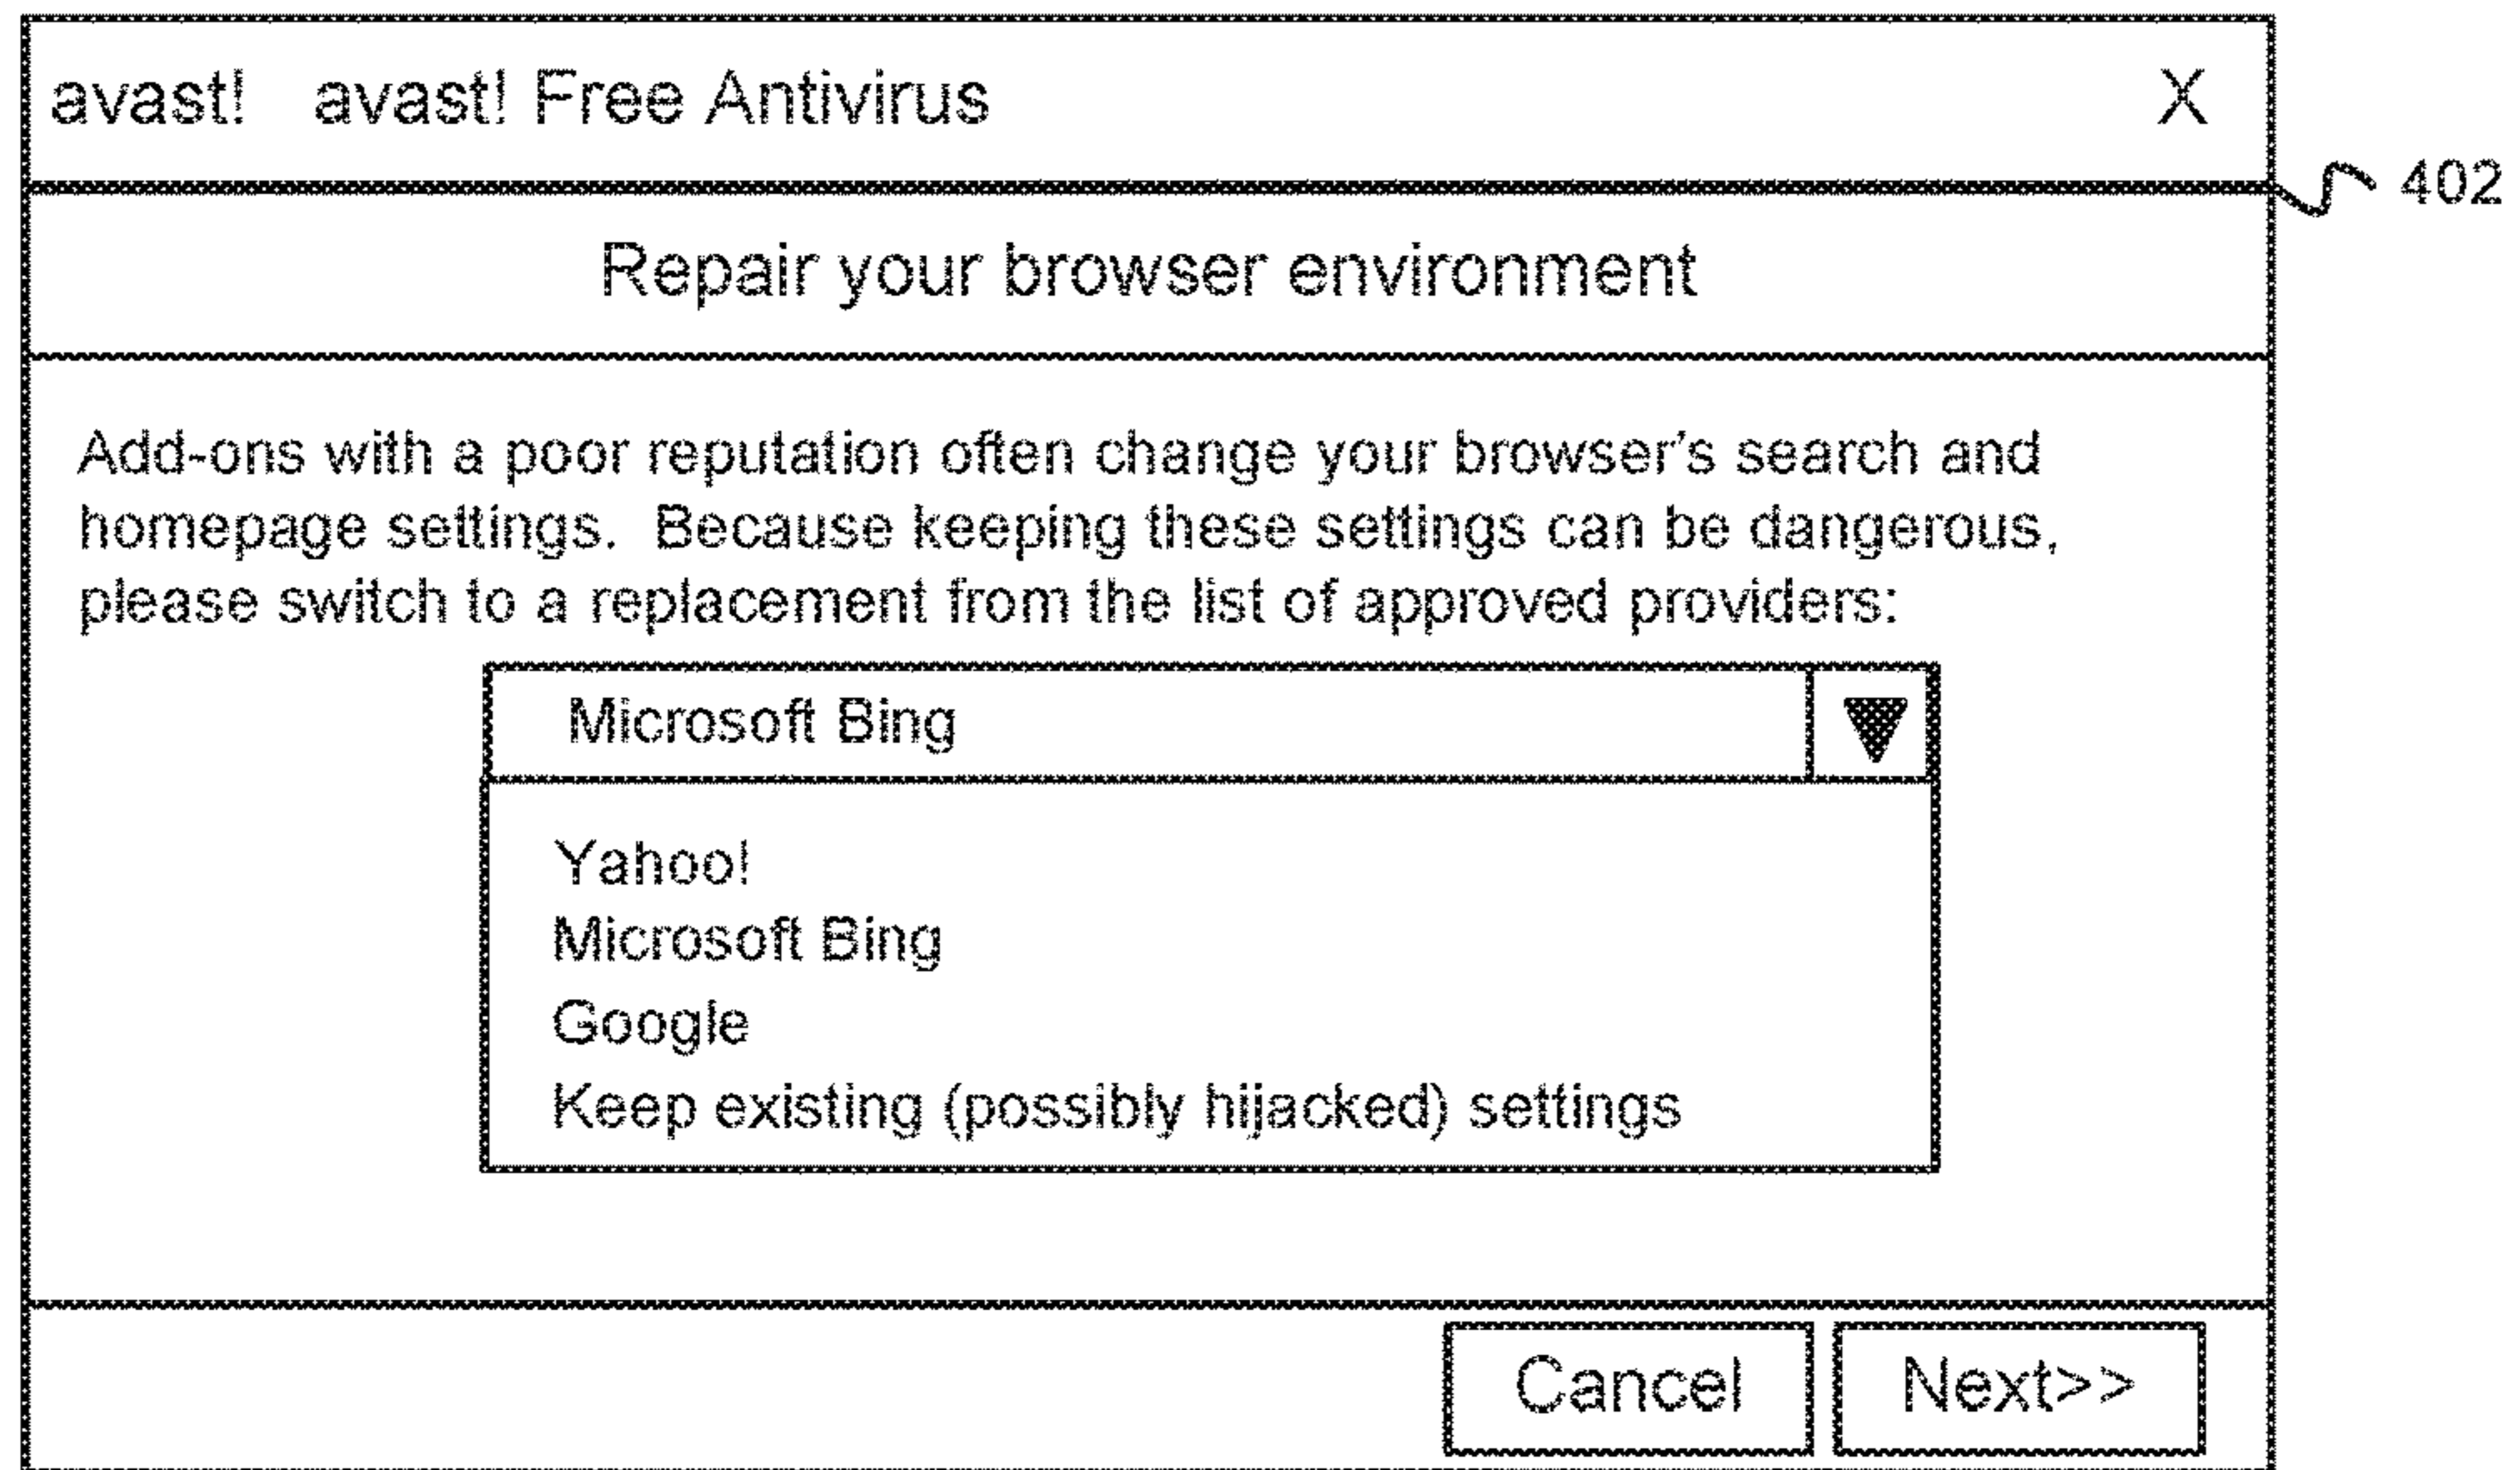 avast! avast! Free Antivirus X
402
Repair your browser environment
Add-ons with a poor reputation often change your browser's search and
homepage settings. Because keeping these settings can be dangerous,
please switch to a replacement from the list of approved providers:
Microsoft Bing
Yahoo!
Microsoft Bing
Google
Keep existing (possibly hijacked) settings
Cancel Next>>